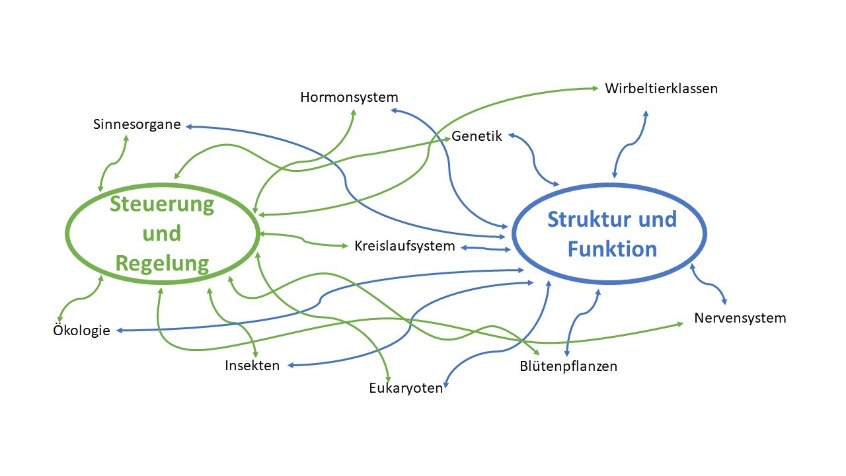 Wirbeltierklassen
Hormonsystem
Sinnesorgane
Genetik
Steuerung
und
Regelung
Struktur und
Funktion
Kreislaufsystem
Nervensystem
Ökologie
Insekten
Blütenpflanzen
Eukaryoten